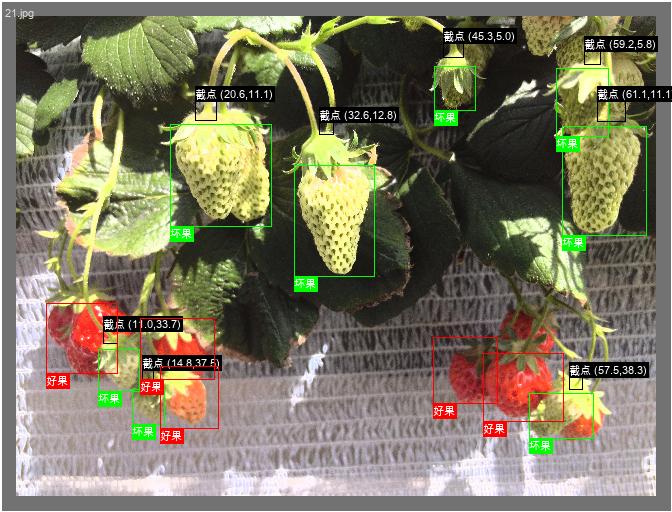 21.jpg
截点 (45.3,5.0)
截点 (59.2,5.8)
截点 (20.6,11.1)
截点 (61.1,11.1
截点 (32.6,12.8)
坏果
坏果
坏果
坏果
坏果
截点 (11.0,33.7)
截点 (14.8,37.5)
截点 (57.5,38.3)
好果
好果
坏果
好果
坏果
好果
好果
坏果